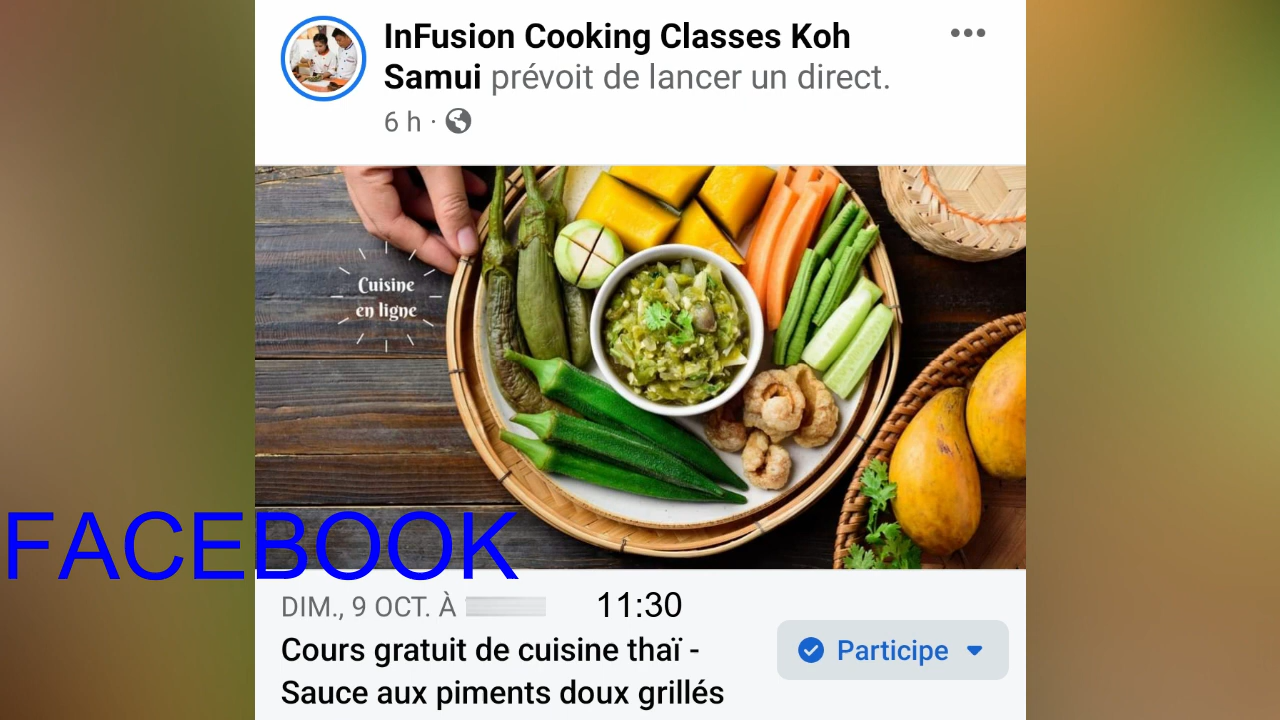 InFusion Cooking Classes Koh
Samui prévoit de lancer un direct.
6 h ·
Cuisine
en ligne
FACEBOOK
DIM., 9 OCT. À 11:30
Cours gratuit de cuisine thaï -
Sauce aux piments doux grillés
Participe